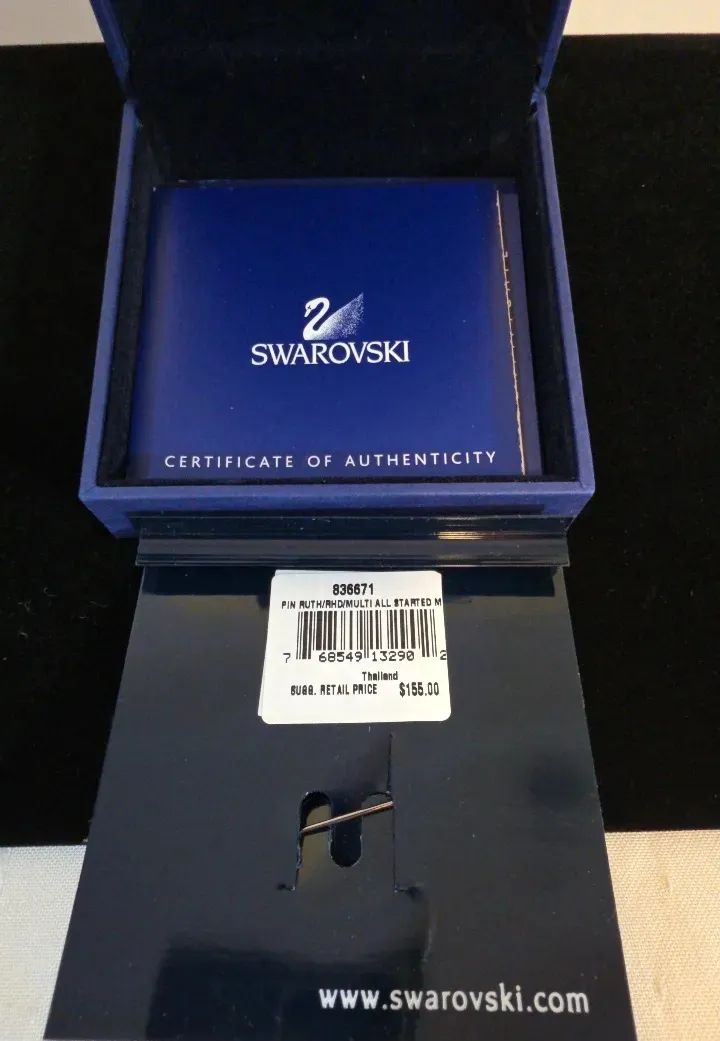 SWAROVSKI
CERTIFICATE OF AUTHENTICITY
836671
PIN RUTH/RHD/MULTI ALL STARTED M
7 68549 13290 2
Thailand
SUGG. RETAIL PRICE $155.00
www.swarovski.com